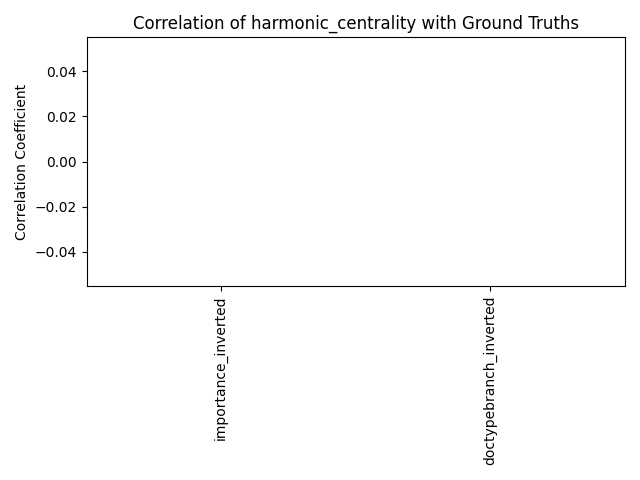 Correlation of harmonic_centrality with Ground Truths
Correlation Coefficient
0.04
0.02
0.00
−0.02
−0.04
importance_inverted
doctypebranch_inverted